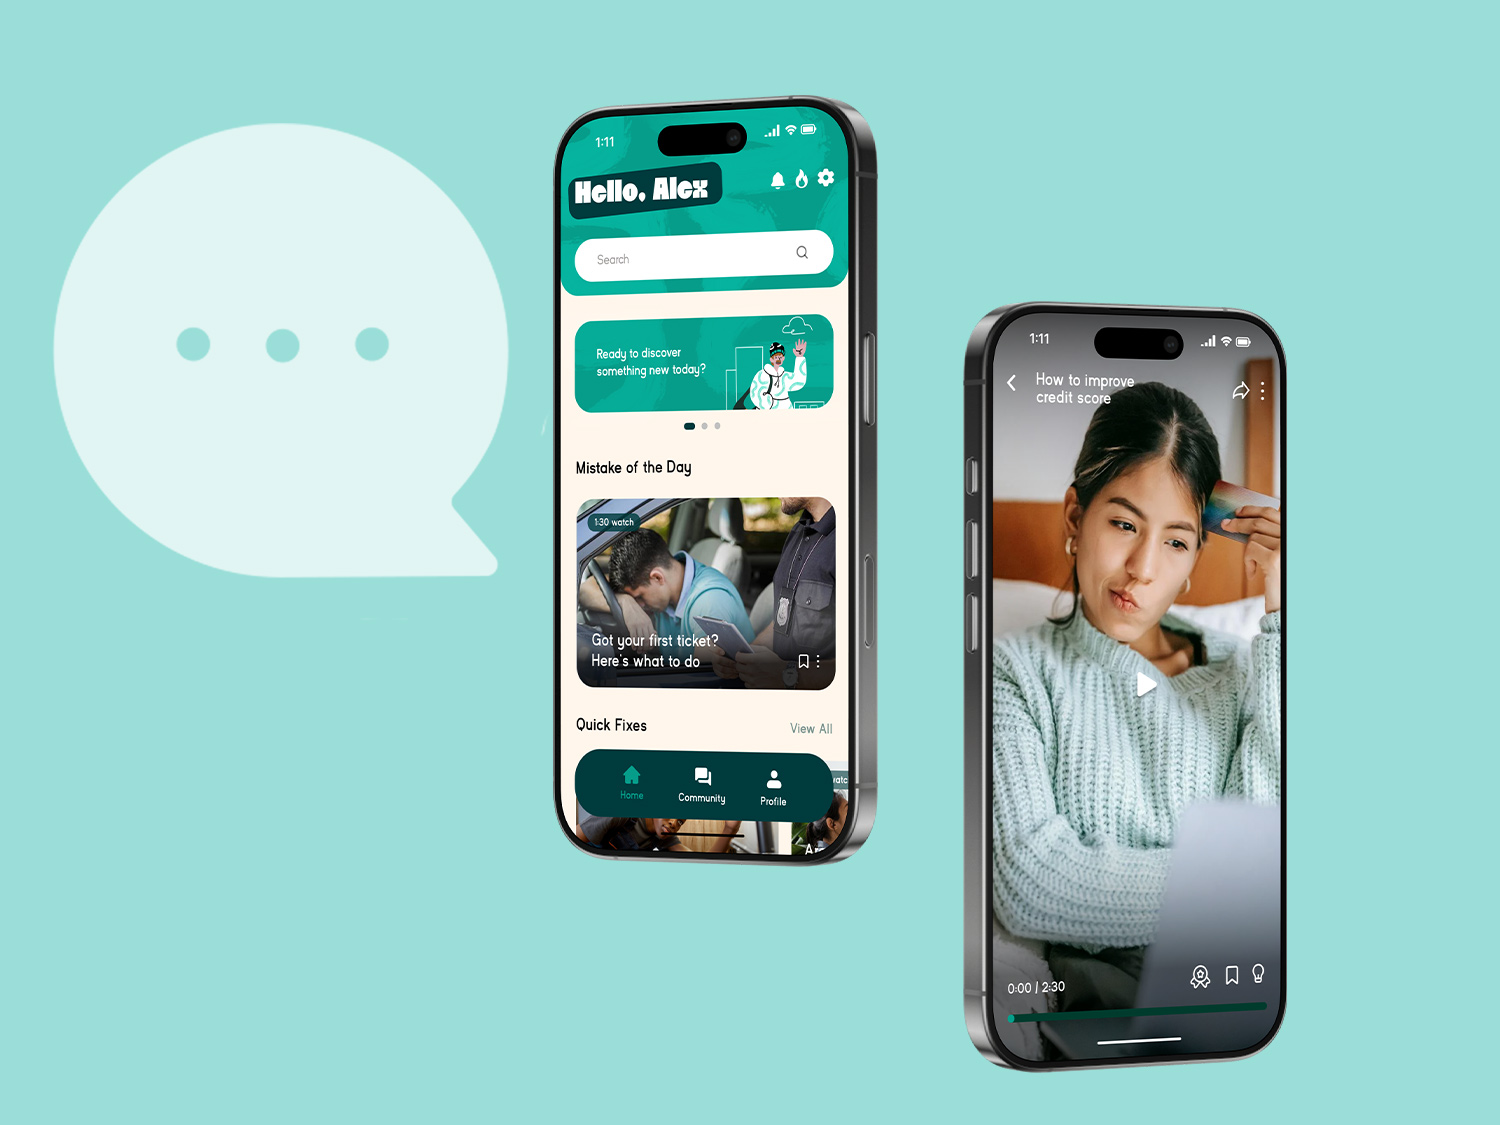 1:11
Hello, Alex
Search
Ready to discover
something new today?
Mistake of the Day
1:30 watch
Got your first ticket?
Here's what to do
Quick Fixes
View All
Home
Community
Profile
1:11
How to improve
credit score
0:00 / 2:30